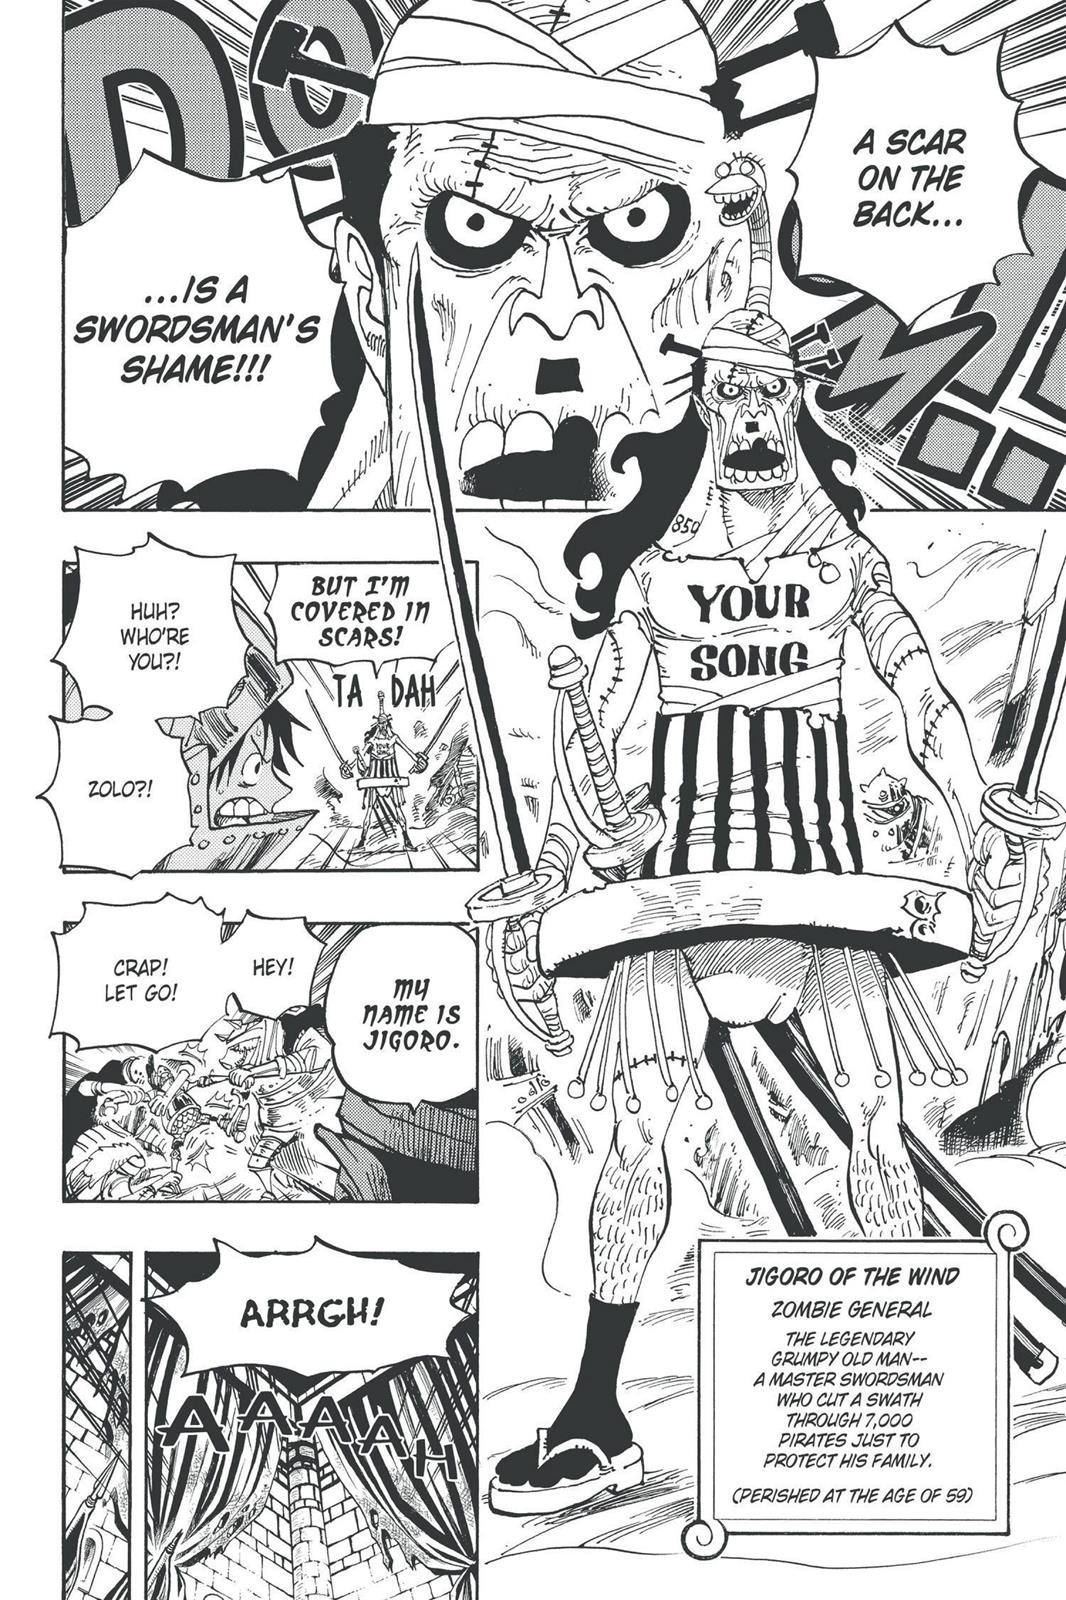 DOOM!!
A SCAR
ON THE
BACK...
...IS A
SWORDSMAN'S
SHAME!!!
850
YOUR
SONG
BUT I'M
COVERED IN
SCARS!
TA DAH
HUH?
WHO'RE
YOU?!
ZOLO?!
MY
NAME IS
JIGORO.
HEY!
CRAP!
LET GO!
ARRGH!
AAAAAH
JIGORO OF THE WIND
ZOMBIE GENERAL
THE LEGENDARY
GRUMPY OLD MAN--
A MASTER SWORDSMAN
WHO CUT A SWATH
THROUGH 7,000
PIRATES JUST TO
PROTECT HIS FAMILY.
(PERISHED AT THE AGE OF 59)